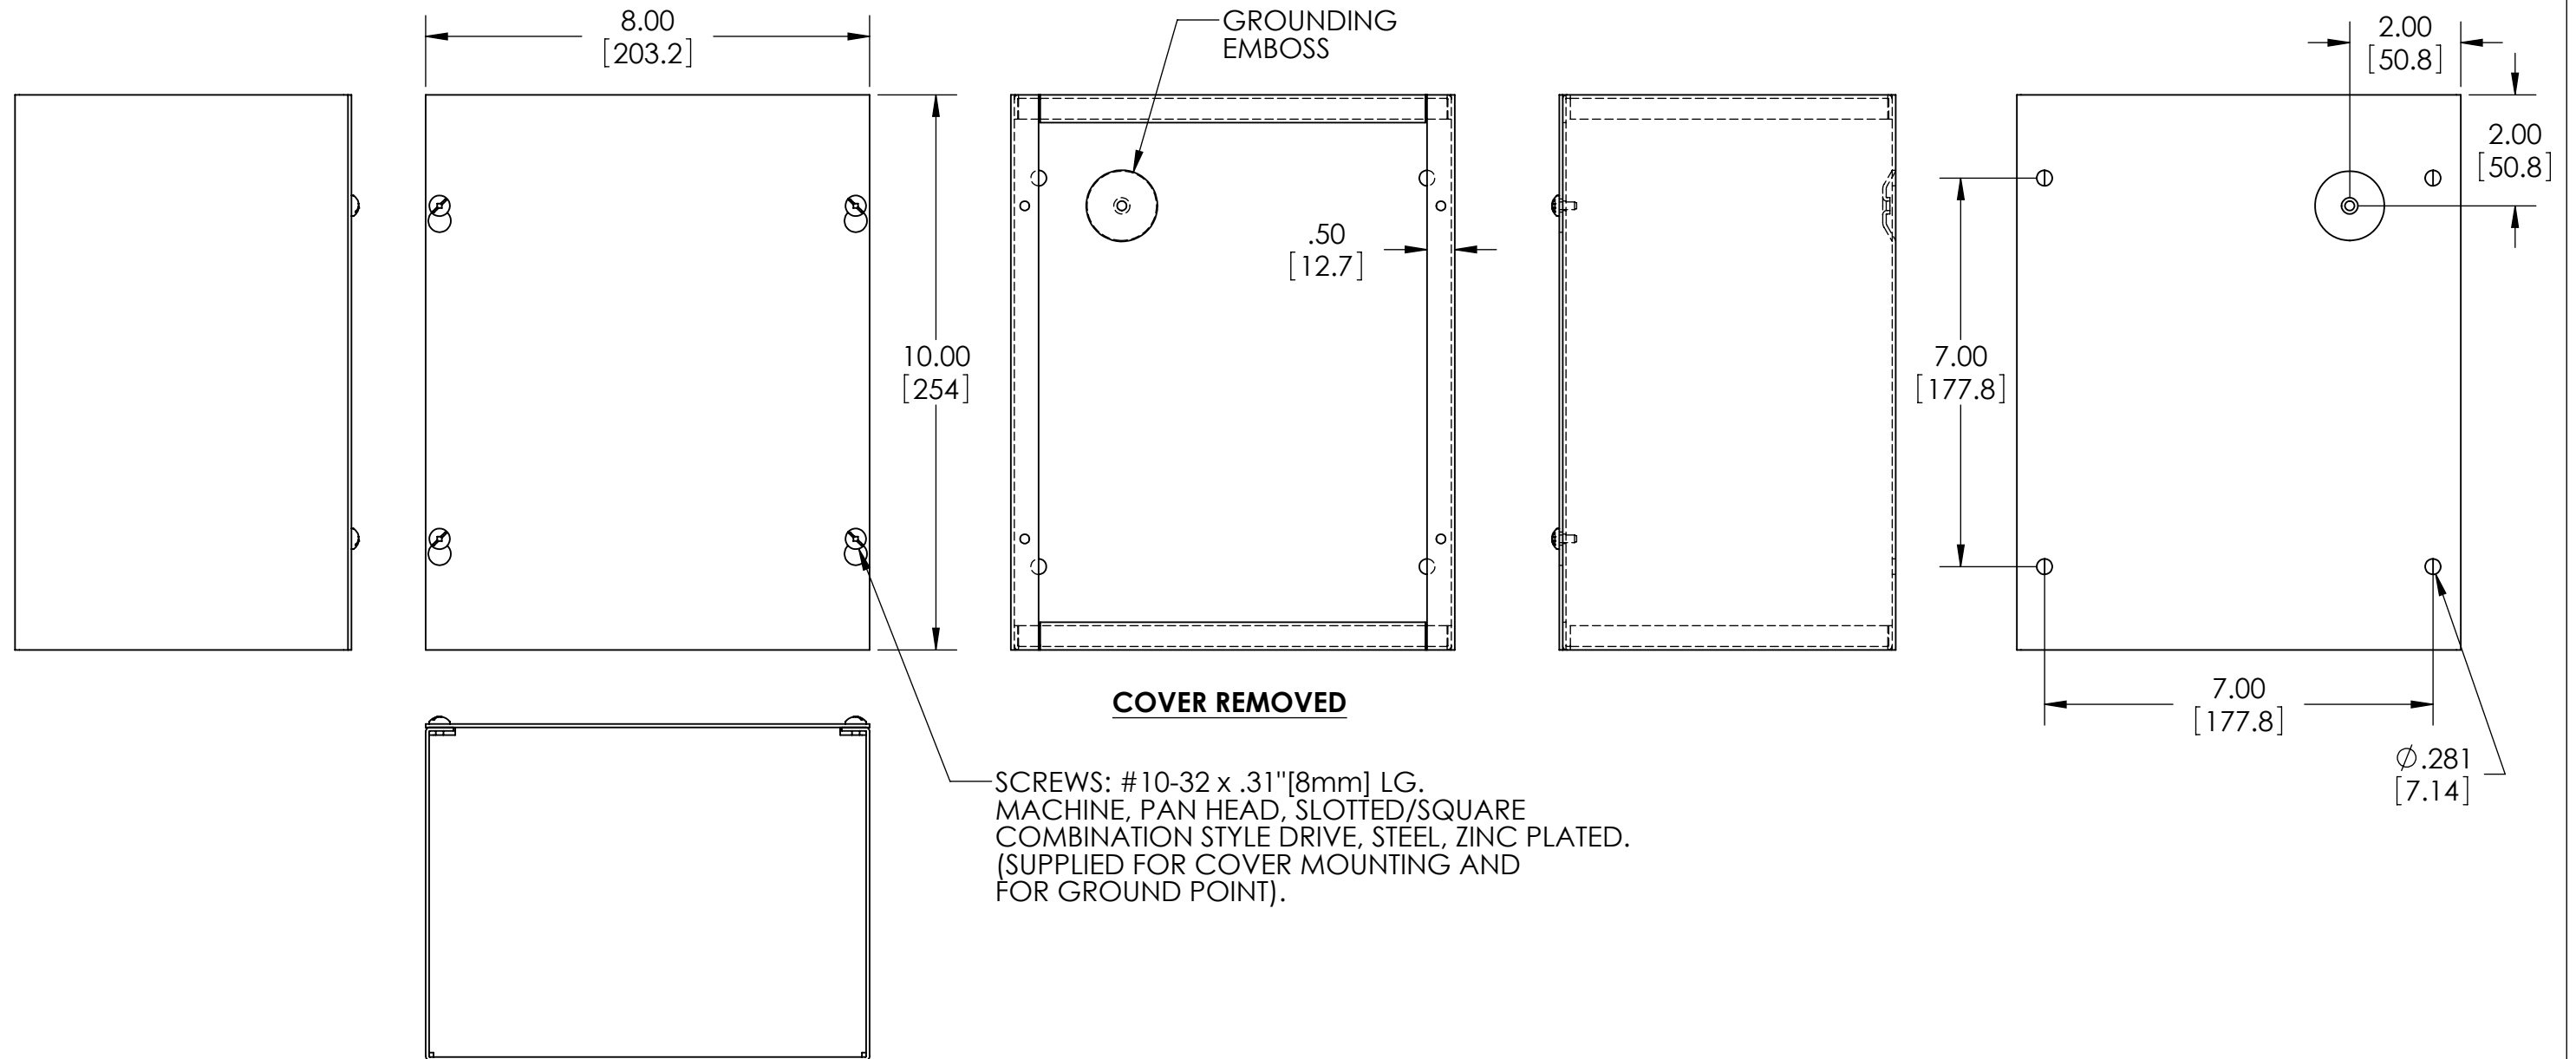 8.00
[203.2]
GROUNDING
EMBOSS
2.00
[50.8]
2.00
[50.8]
.50
[12.7]
10.00
[254]
7.00
[177.8]
COVER REMOVED
7.00
[177.8]
∅.281
[7.14]
SCREWS: #10-32 x .31"[8mm] LG.
MACHINE, PAN HEAD, SLOTTED/SQUARE
COMBINATION STYLE DRIVE, STEEL, ZINC PLATED.
(SUPPLIED FOR COVER MOUNTING AND
FOR GROUND POINT).